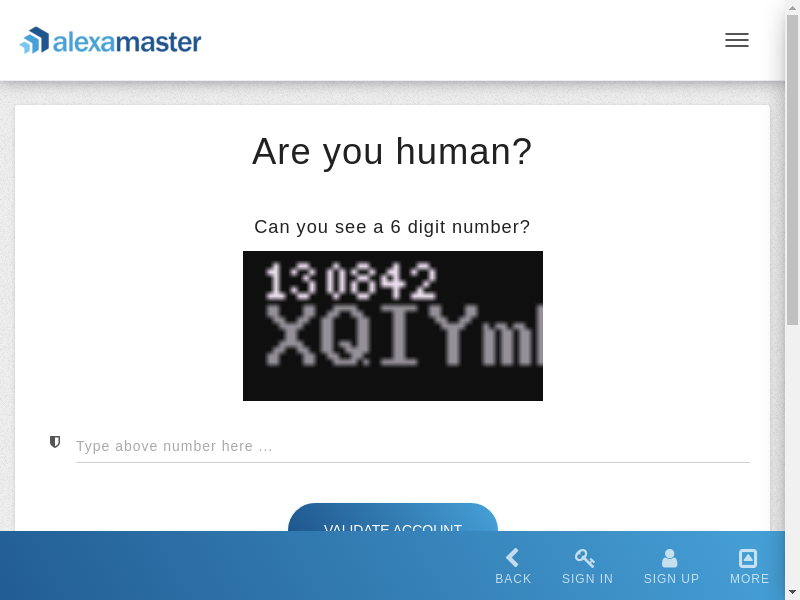 alexamaster
Are you human?
Can you see a 6 digit number?
130842
XQIYm
Type above number here ...
VALIDATE ACCOUNT
BACK SIGN IN SIGN UP MORE